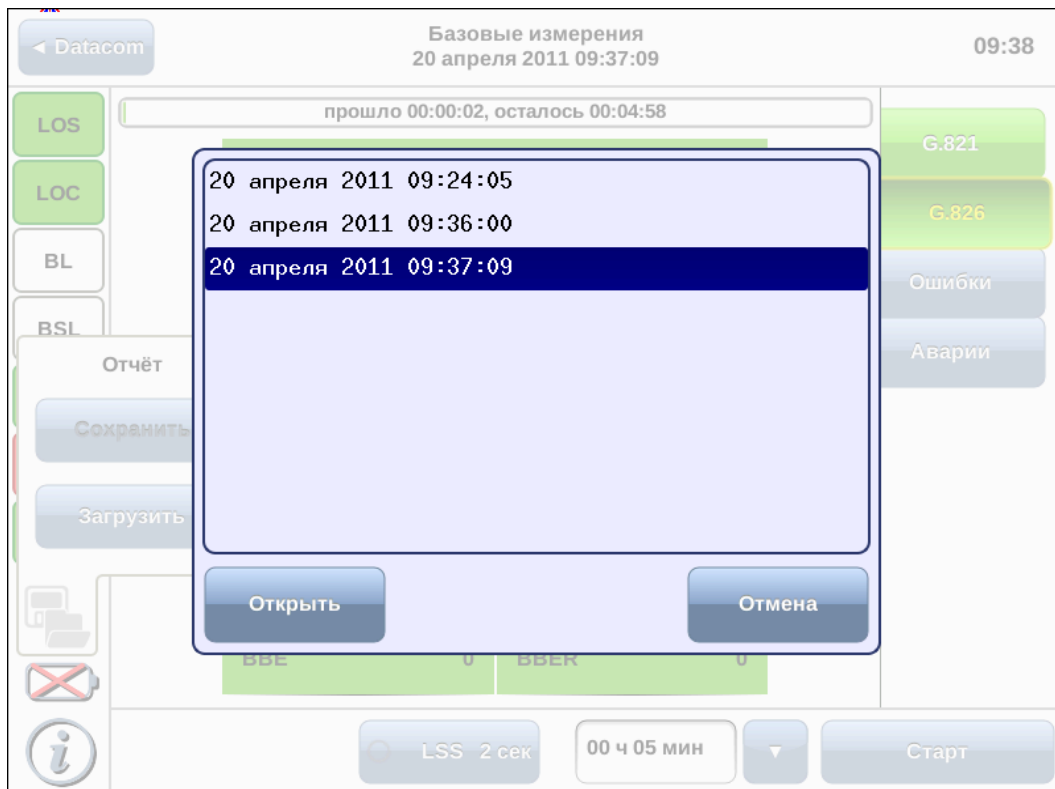 ◄ Datacom
Базовые измерения
20 апреля 2011 09:37:09
09:38
прошло 00:00:02, осталось 00:04:58
LOS
LOC
BL
BSL
G.821
G.826
Ошибки
Аварии
20 апреля 2011 09:24:05
20 апреля 2011 09:36:00
20 апреля 2011 09:37:09
Отчёт
Сохранить
Загрузить
Открыть
Отмена
BBE 0 BBER 0
LSS 2 сек
00 ч 05 мин
▼
Старт